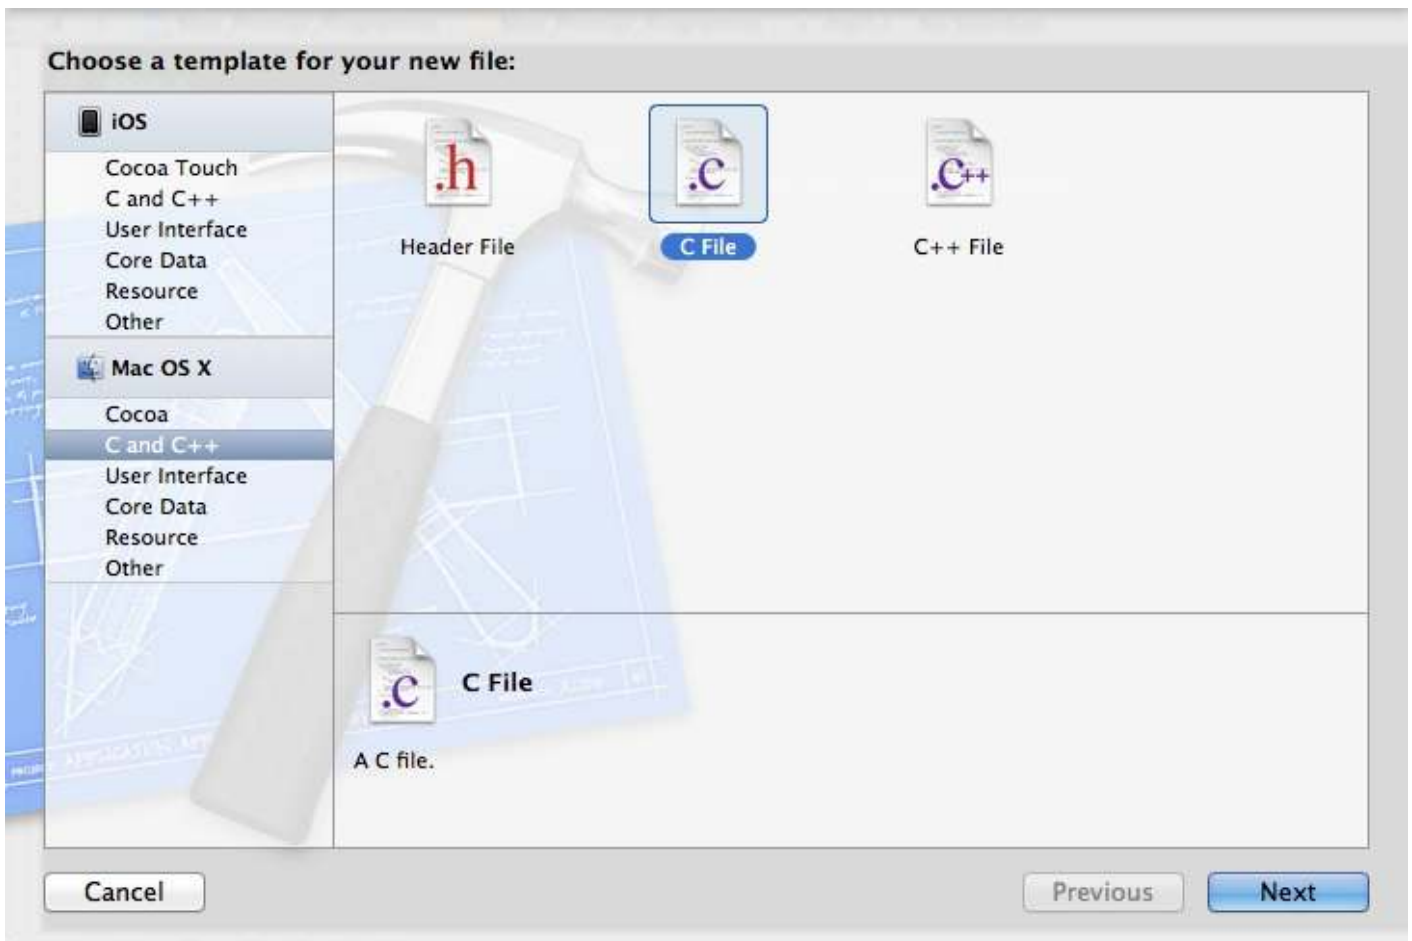 Choose a template for your new file:
iOS
Cocoa Touch
C and C++
User Interface
Core Data
Resource
Other
Mac OS X
Cocoa
C and C++
User Interface
Core Data
Resource
Other
.h
Header File
.c
C File
.c++
C++ File
.c
C File
A C file.
Cancel
Previous
Next